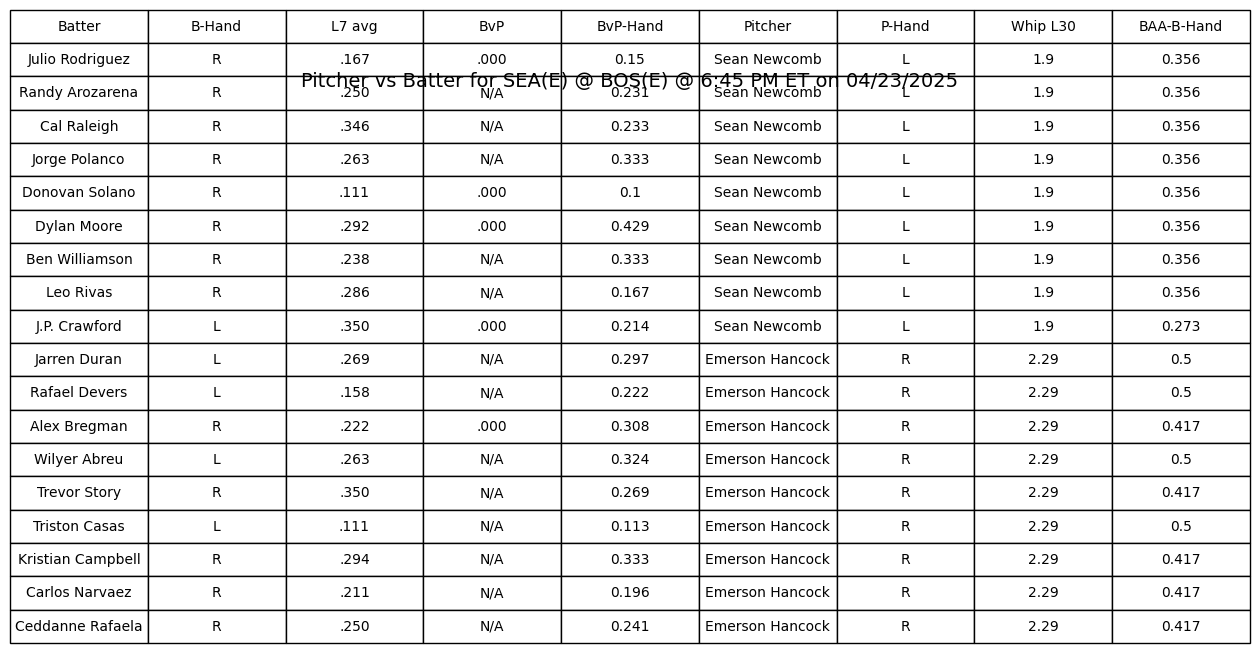 Batter B-Hand L7 avg BvP BvP-Hand Pitcher P-Hand Whip L30 BAA-B-Hand
Julio Rodriguez R .167 .000 0.15 Sean Newcomb L 1.9 0.356
Pitcher vs Batter for SEA(E) @ BOS(E) @ 6:45 PM ET on 04/23/2025
Randy Arozarena R .250 N/A 0.231 Sean Newcomb L 1.9 0.356
Cal Raleigh R .346 N/A 0.233 Sean Newcomb L 1.9 0.356
Jorge Polanco R .263 N/A 0.333 Sean Newcomb L 1.9 0.356
Donovan Solano R .111 .000 0.1 Sean Newcomb L 1.9 0.356
Dylan Moore R .292 .000 0.429 Sean Newcomb L 1.9 0.356
Ben Williamson R .238 N/A 0.333 Sean Newcomb L 1.9 0.356
Leo Rivas R .286 N/A 0.167 Sean Newcomb L 1.9 0.356
J.P. Crawford L .350 .000 0.214 Sean Newcomb L 1.9 0.273
Jarren Duran L .269 N/A 0.297 Emerson Hancock R 2.29 0.5
Rafael Devers L .158 N/A 0.222 Emerson Hancock R 2.29 0.5
Alex Bregman R .222 .000 0.308 Emerson Hancock R 2.29 0.417
Wilyer Abreu L .263 N/A 0.324 Emerson Hancock R 2.29 0.5
Trevor Story R .350 N/A 0.269 Emerson Hancock R 2.29 0.417
Triston Casas L .111 N/A 0.113 Emerson Hancock R 2.29 0.5
Kristian Campbell R .294 N/A 0.333 Emerson Hancock R 2.29 0.417
Carlos Narvaez R .211 N/A 0.196 Emerson Hancock R 2.29 0.417
Ceddanne Rafaela R .250 N/A 0.241 Emerson Hancock R 2.29 0.417